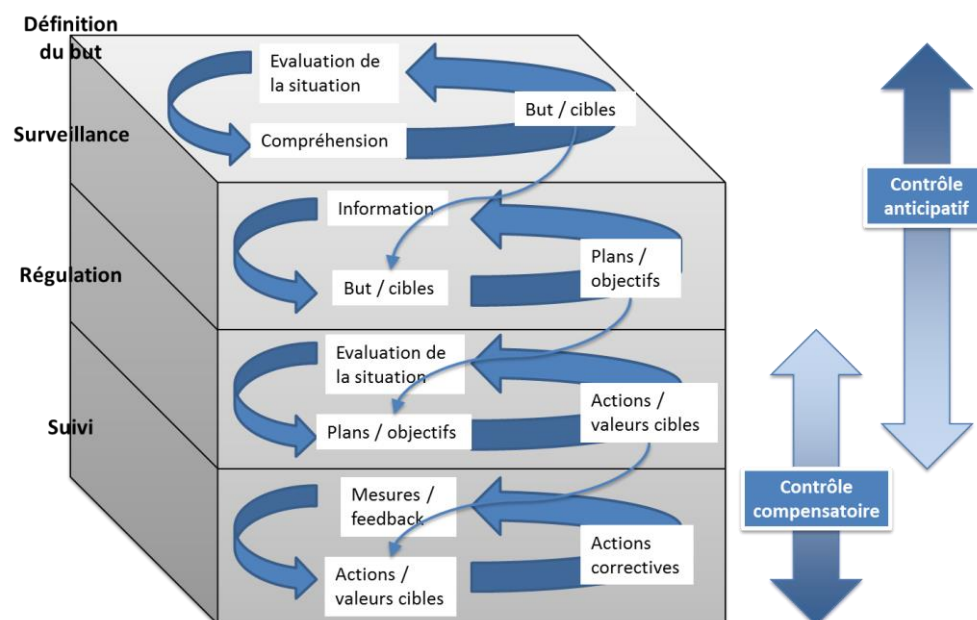 Définition
du but
Evaluation de
la situation
But / cibles
Surveillance
Compréhension
Contrôle
anticipatif
Information
Plans /
objectifs
Régulation
But / cibles
Evaluation de
la situation
Actions /
valeurs cibles
Suivi
Plans / objectifs
Contrôle
compensatoire
Mesures /
feedback
Actions
correctives
Actions /
valeurs cibles